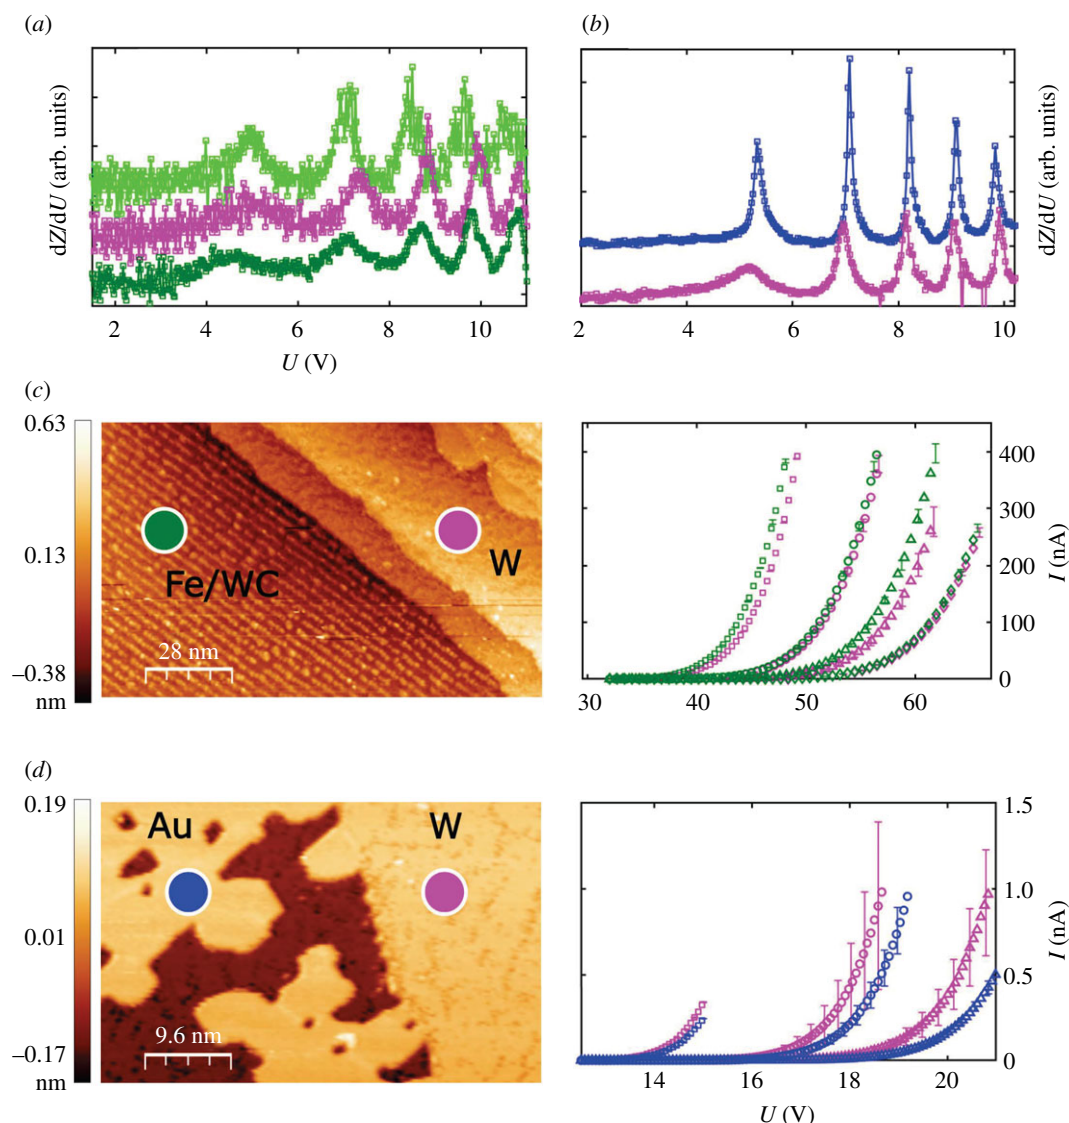 (a)
(b)
dZ/dU (arb. units)
dZ/dU (arb. units)
2 4 6 8 10
2 4 6 8 10
U (V)
(c)
0.63
0.13
–0.38
nm
Fe/WC
W
28 nm
400
300
200
100
0
I (nA)
30 40 50 60
(d)
0.19
0.01
–0.17
nm
Au
W
9.6 nm
1.5
1.0
0.5
0
I (nA)
14 16 18 20
U (V)